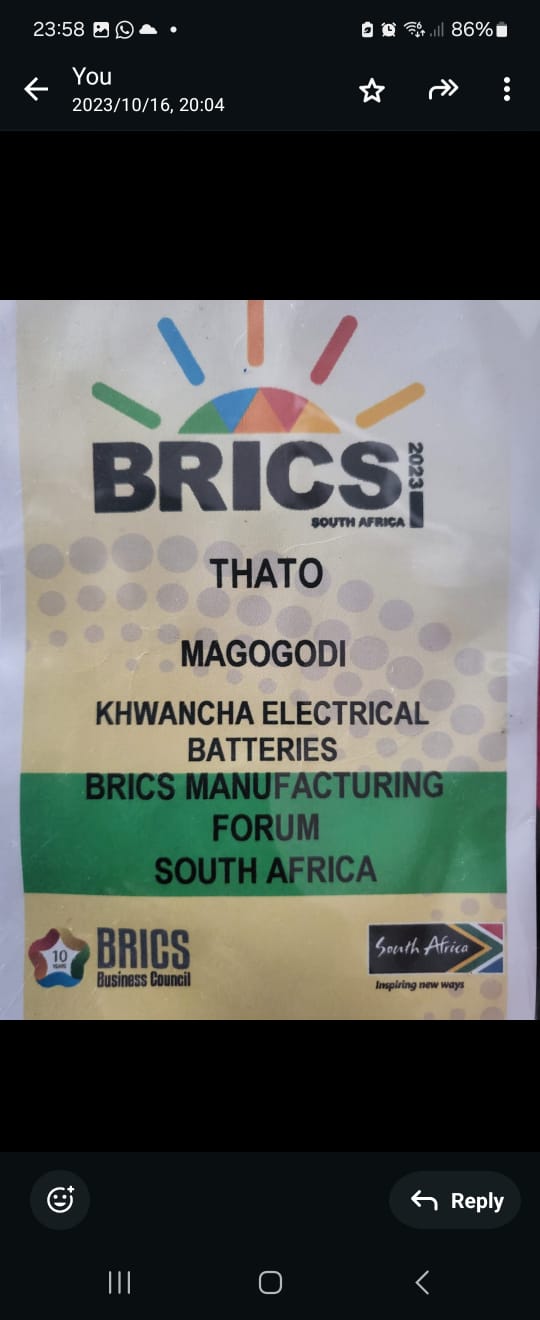 23:58
86%
You
2023/10/16, 20:04
BRICS
2023
SOUTH AFRICA
THATO
MAGOGODI
KHWANCHA ELECTRICAL
BATTERIES
BRICS MANUFACTURING
FORUM
SOUTH AFRICA
10
YEARS
BRICS
Business Council
South Africa
Inspiring new ways
Reply